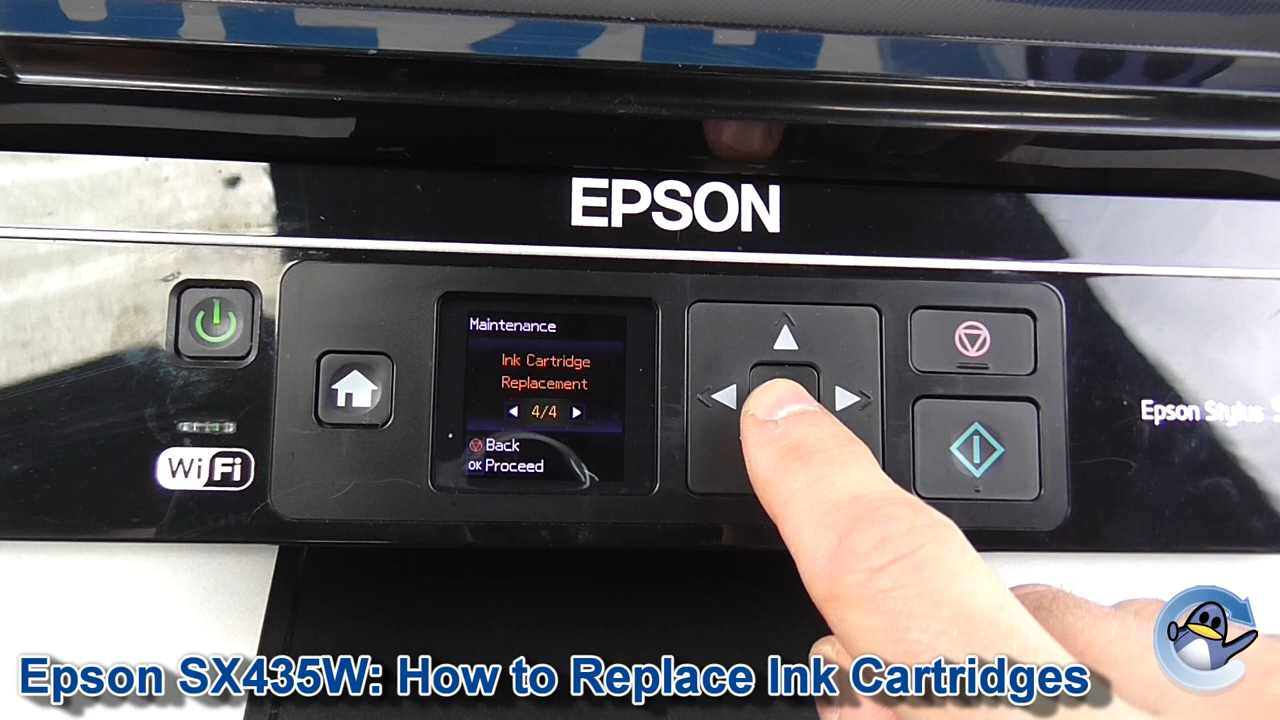 EPSON
Maintenance
Ink Cartridge
Replacement
4/4
Back
OK Proceed
WiFi
Epson Stylus
Epson SX435W: How to Replace Ink Cartridges